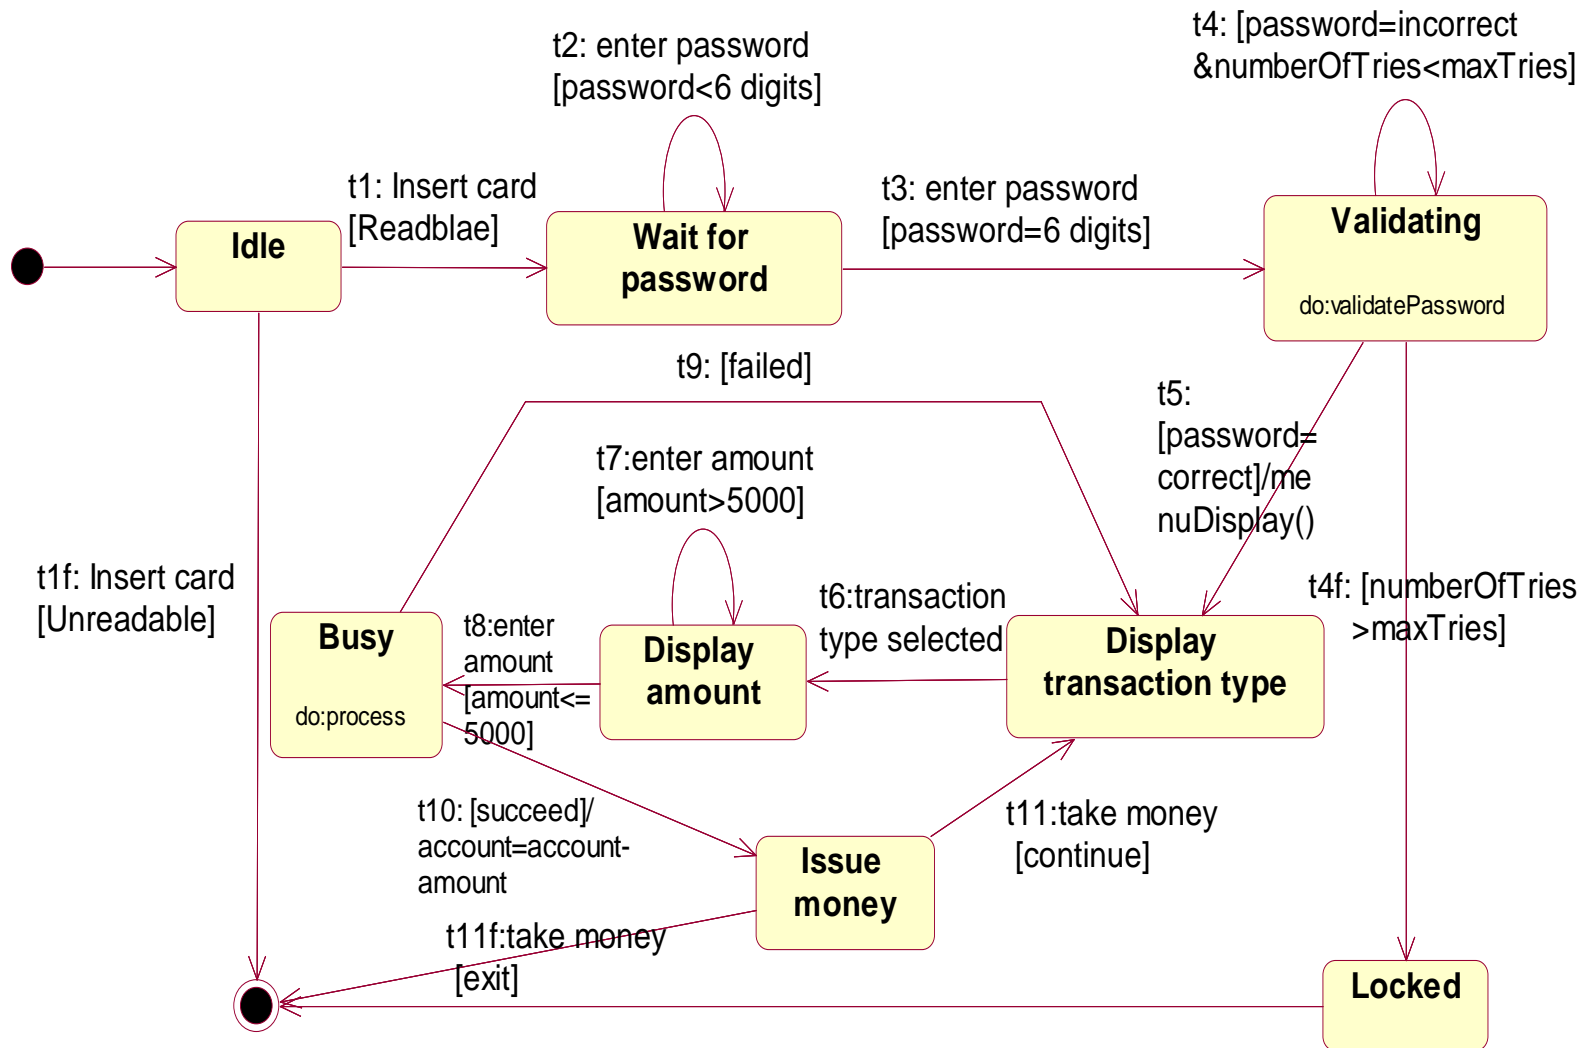 t4: [password=incorrect
&numberOfTries<maxTries]
t2: enter password
[password<6 digits]
t1: Insert card
[Readblae]
t3: enter password
[password=6 digits]
Idle
Wait for
password
Validating
do:validatePassword
t9: [failed]
t5:
[password=
correct]/me
nuDisplay()
t7:enter amount
[amount>5000]
t1f: Insert card
[Unreadable]
t4f: [numberOfTries
>maxTries]
Busy
do:process
t8:enter
amount
[amount<=
5000]
Display
amount
t6:transaction
type selected
Display
transaction type
t10: [succeed]/
account=account-
amount
Issue
money
t11:take money
[continue]
t11f:take money
[exit]
Locked